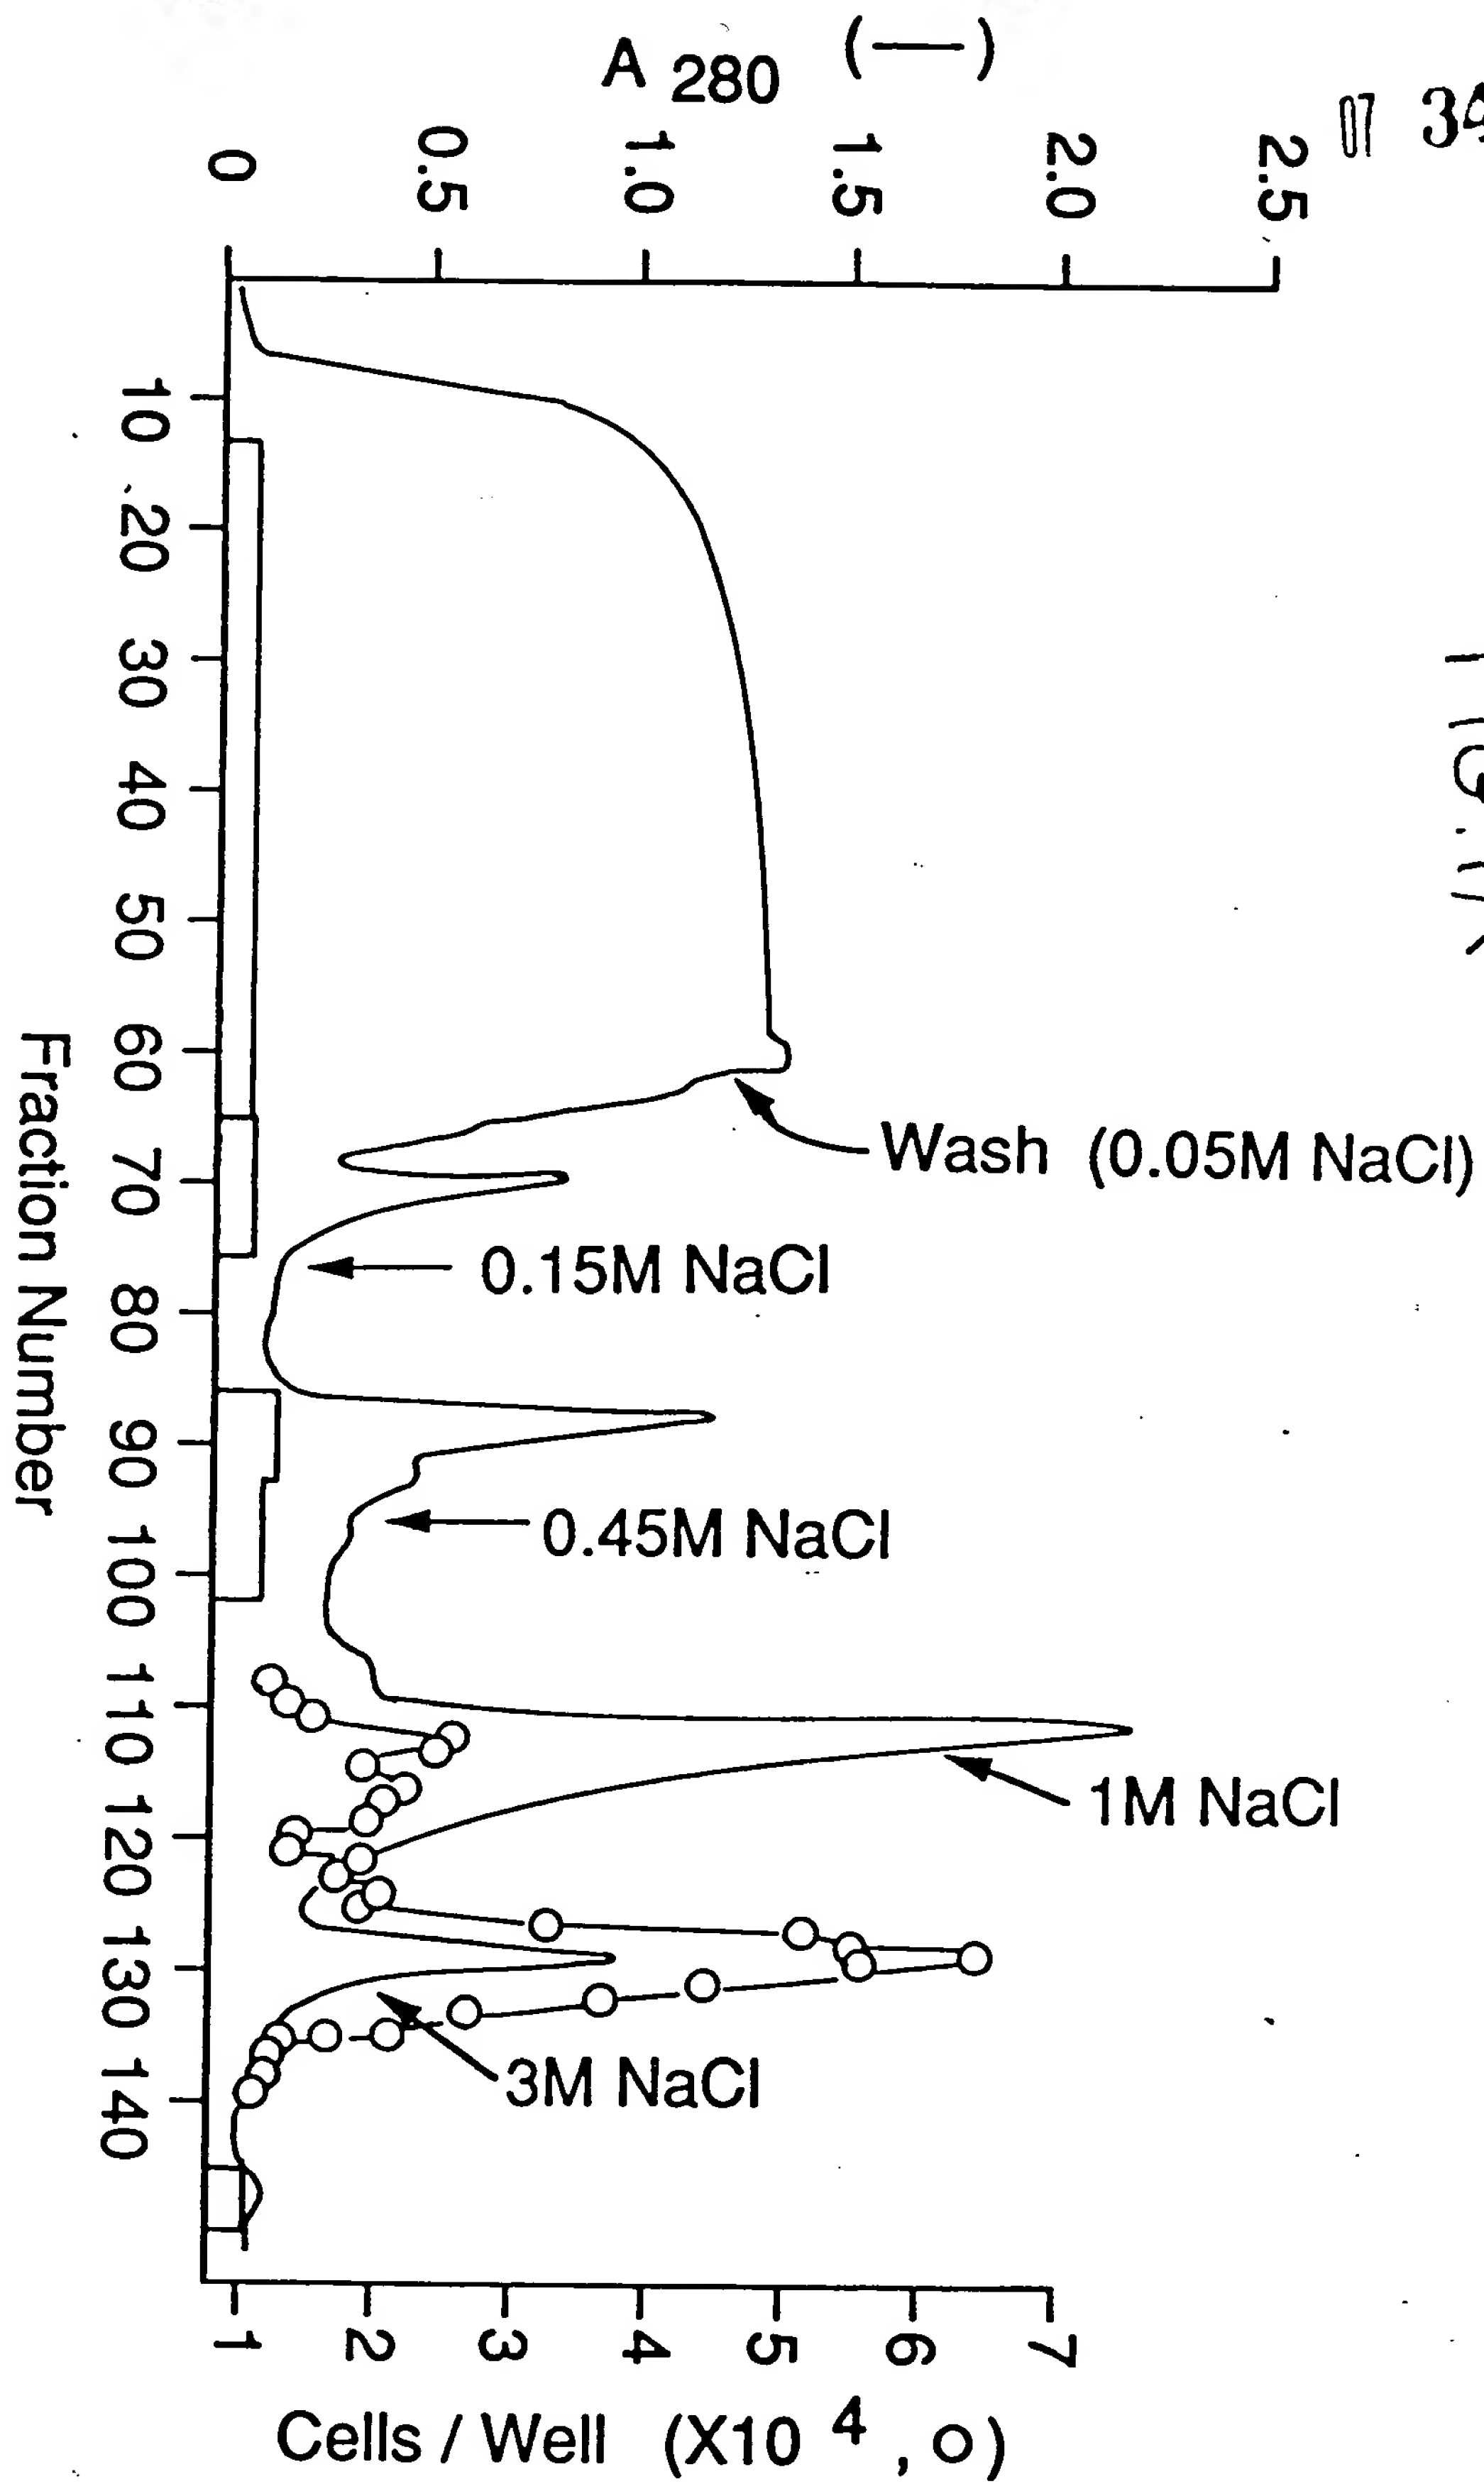 A 280 (—)
2.5
2.0
1.5
1.0
0.5
0
Wash (0.05M NaCl)
0.15M NaCl
0.45M NaCl
1M NaCl
3M NaCl
10 20 30 40 50 60 70 80 90 100 110 120 130 140
Fraction Number
7
6
5
4
3
2
1
Cells / Well (X10 4 , o)